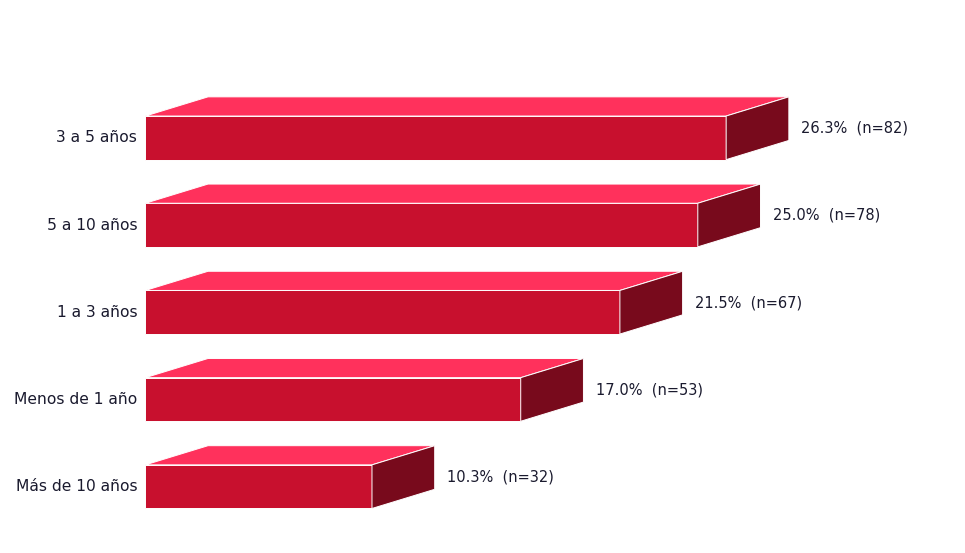 3 a 5 años 26.3% (n=82)
5 a 10 años 25.0% (n=78)
1 a 3 años 21.5% (n=67)
Menos de 1 año 17.0% (n=53)
Más de 10 años 10.3% (n=32)